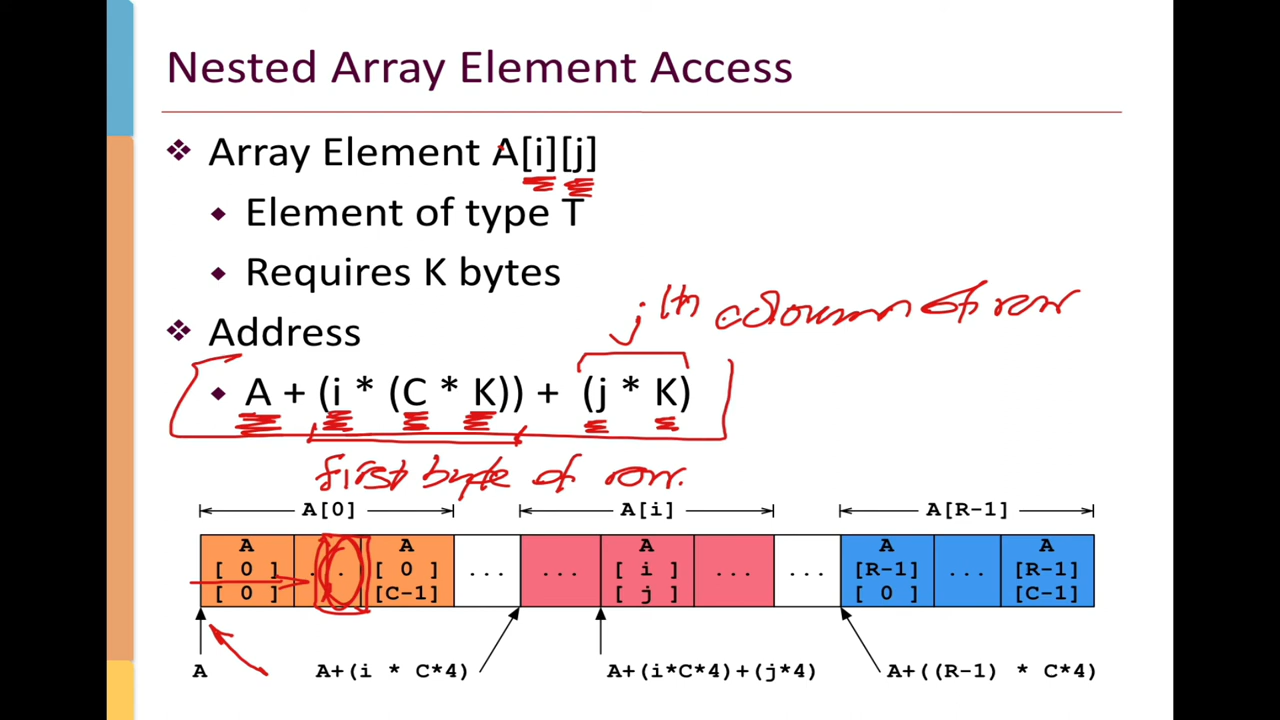 Nested Array Element Access
❖ Array Element A[i][j]
◆ Element of type T
◆ Requires K bytes
jth column of row
❖ Address
◆ A + (i * (C * K)) + (j * K)
first byte of row.
A[0] A[i] A[R-1]
A A A A A
[ 0 ] . . . [ 0 ] ... ... [ i ] ... ... [R-1] ... [R-1]
[ 0 ] [C-1] [ j ] [ 0 ] [C-1]
A A+(i * C*4) A+(i*C*4)+(j*4) A+((R-1) * C*4)